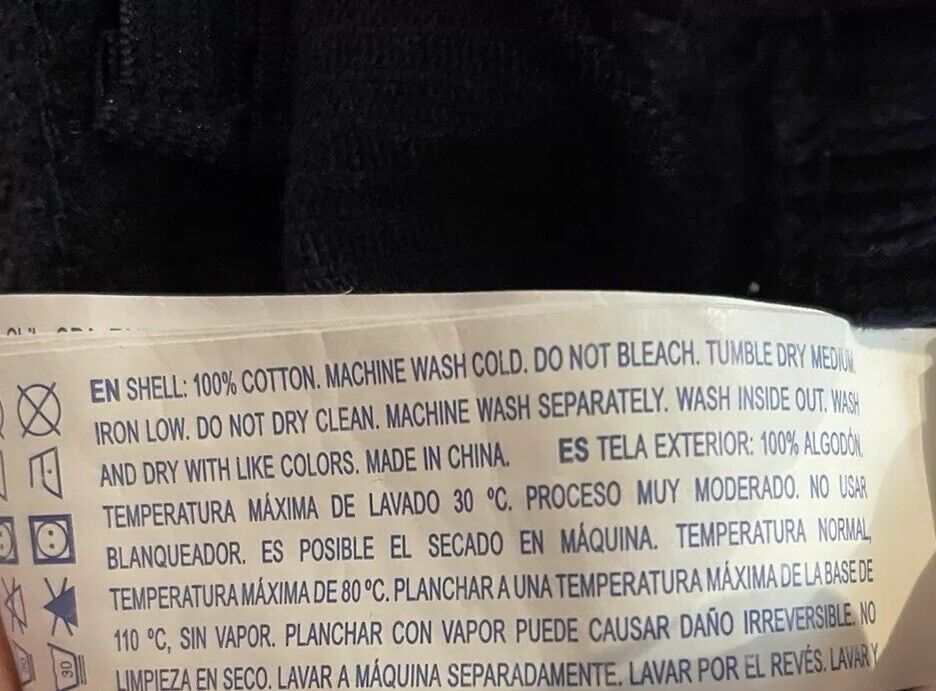 EN SHELL: 100% COTTON. MACHINE WASH COLD. DO NOT BLEACH. TUMBLE DRY MEDIUM.
IRON LOW. DO NOT DRY CLEAN. MACHINE WASH SEPARATELY. WASH INSIDE OUT. WASH
AND DRY WITH LIKE COLORS. MADE IN CHINA. ES TELA EXTERIOR: 100% ALGODÓN.
TEMPERATURA MÁXIMA DE LAVADO 30 ºC. PROCESO MUY MODERADO. NO USAR
BLANQUEADOR. ES POSIBLE EL SECADO EN MÁQUINA. TEMPERATURA NORMAL,
TEMPERATURA MÁXIMA DE 80 ºC. PLANCHAR A UNA TEMPERATURA MÁXIMA DE LA BASE DE
110 ºC, SIN VAPOR. PLANCHAR CON VAPOR PUEDE CAUSAR DAÑO IRREVERSIBLE. NO
LIMPIEZA EN SECO. LAVAR A MÁQUINA SEPARADAMENTE. LAVAR POR EL REVÉS. LAVAR Y
30